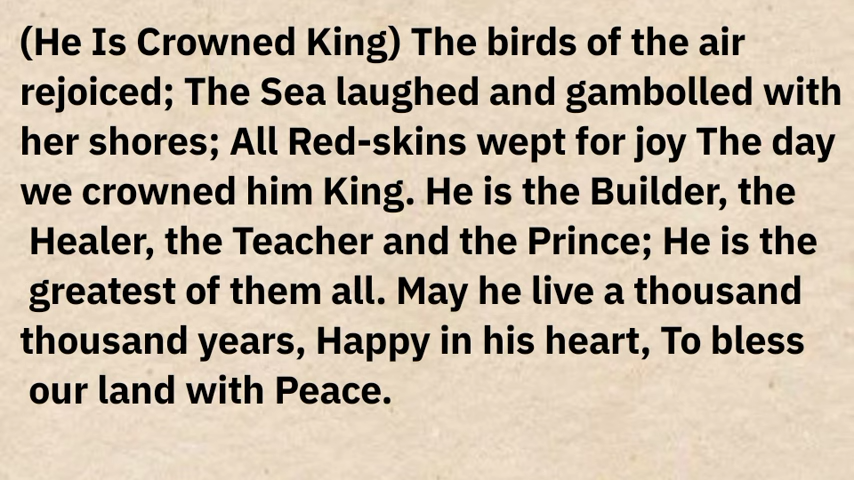 (He Is Crowned King) The birds of the air
rejoiced; The Sea laughed and gambolled with
her shores; All Red-skins wept for joy The day
we crowned him King. He is the Builder, the
Healer, the Teacher and the Prince; He is the
greatest of them all. May he live a thousand
thousand years, Happy in his heart, To bless
our land with Peace.